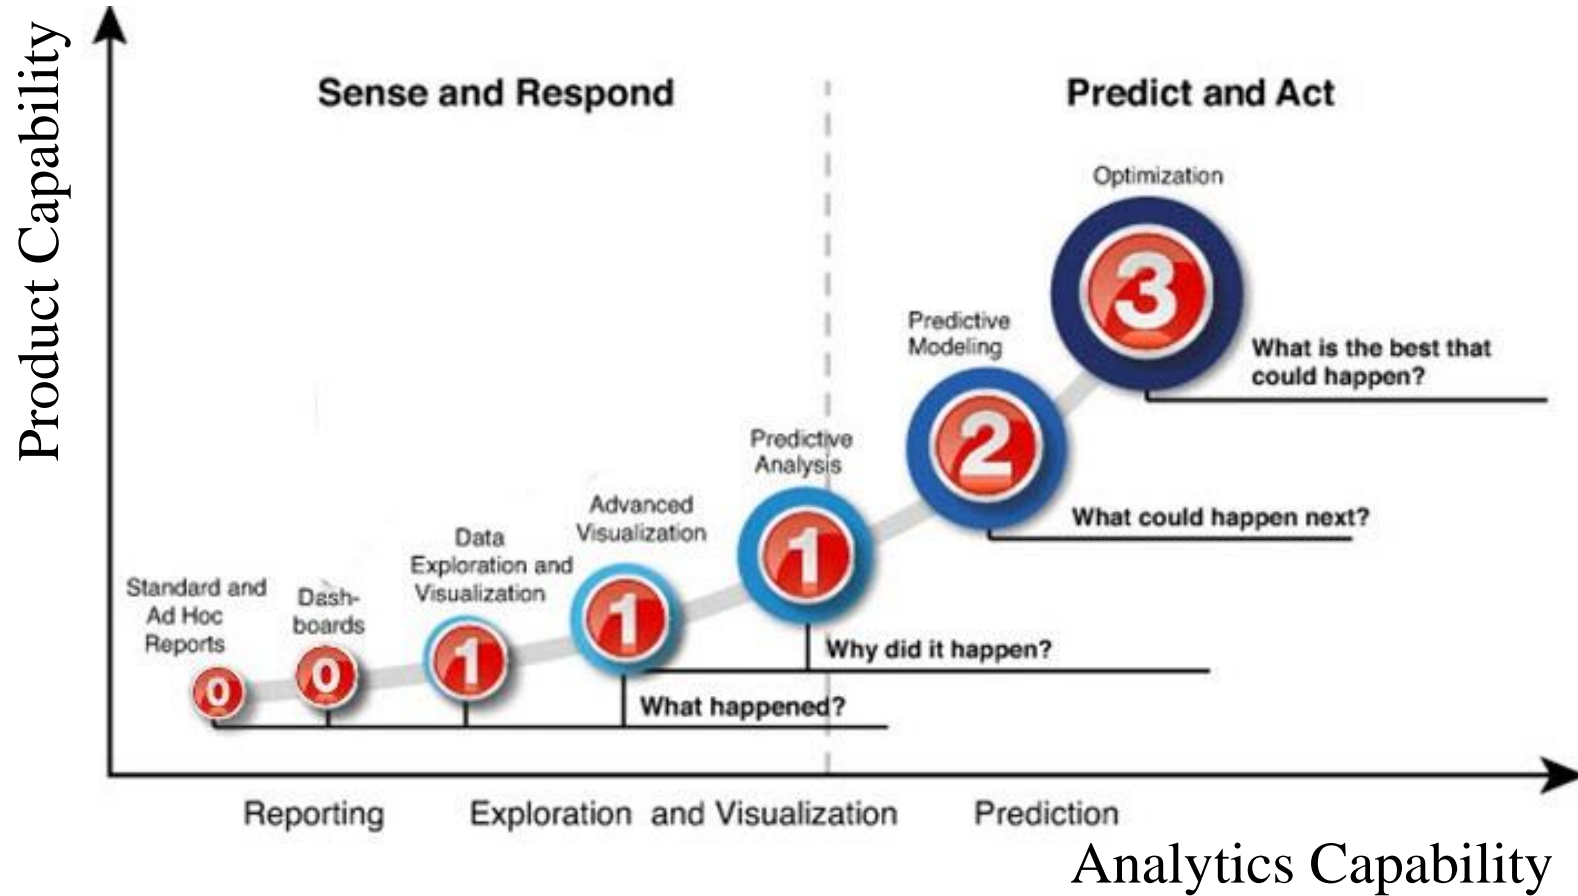 Product Capability
Sense and Respond
Predict and Act
Optimization
3
What is the best that
could happen?
Predictive
Modeling
2
What could happen next?
Predictive
Analysis
1
Why did it happen?
Advanced
Visualization
1
What happened?
Data
Exploration and
Visualization
1
Dash-
boards
0
Standard and
Ad Hoc
Reports
0
Reporting
Exploration and Visualization
Prediction
Analytics Capability